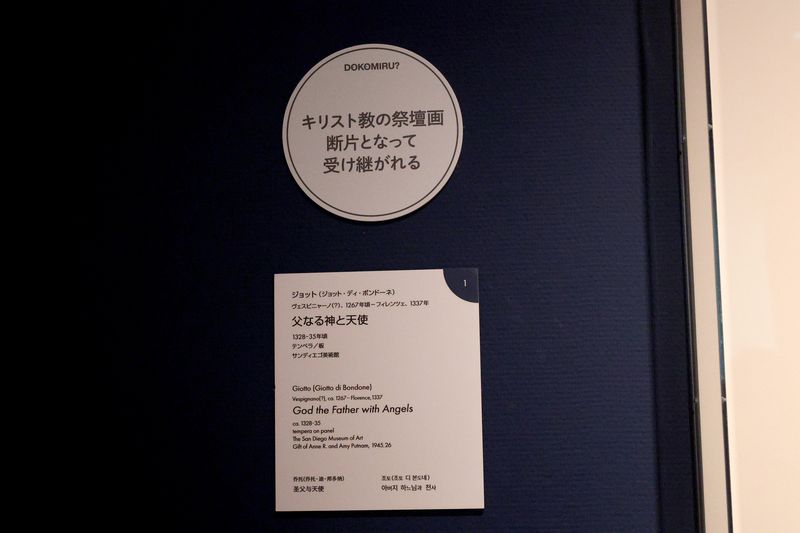 DOKOMIRU?
キリスト教の祭壇画
断片となって
受け継がれる
1
ジョット(ジョット・ディ・ボンドーネ)
ヴェスピニャーノ(?)、1267年頃–フィレンツェ、1337年
父なる神と天使
1328-35年頃
テンペラ/板
サンディエゴ美術館
Giotto (Giotto di Bondone)
Vespignano(?), ca. 1267 – Florence, 1337
God the Father with Angels
ca. 1328-35
tempera on panel
The San Diego Museum of Art
Gift of Anne R. and Amy Putnam, 1945.26
乔托(乔托·迪·邦多纳)
圣父与天使
조토(조토 디 본도네)
아버지 하느님과 천사